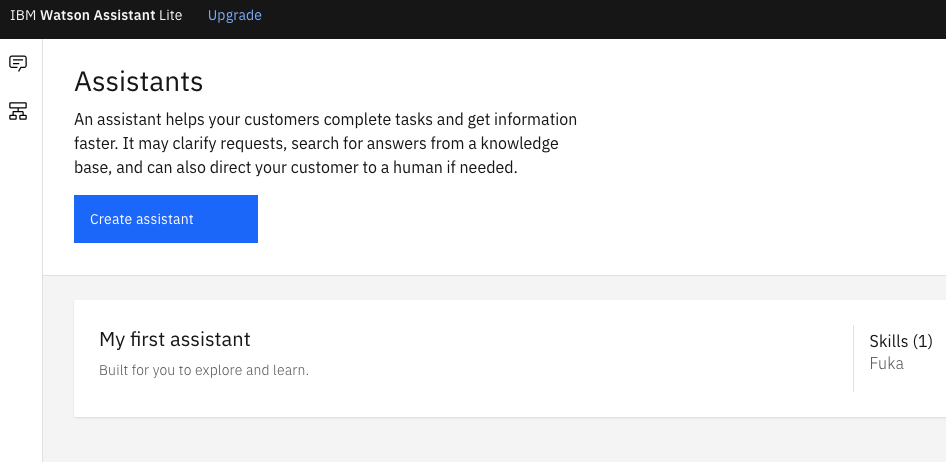 IBM Watson Assistant Lite Upgrade
Assistants
An assistant helps your customers complete tasks and get information
faster. It may clarify requests, search for answers from a knowledge
base, and can also direct your customer to a human if needed.
Create assistant
My first assistant
Built for you to explore and learn.
Skills (1)
Fuka